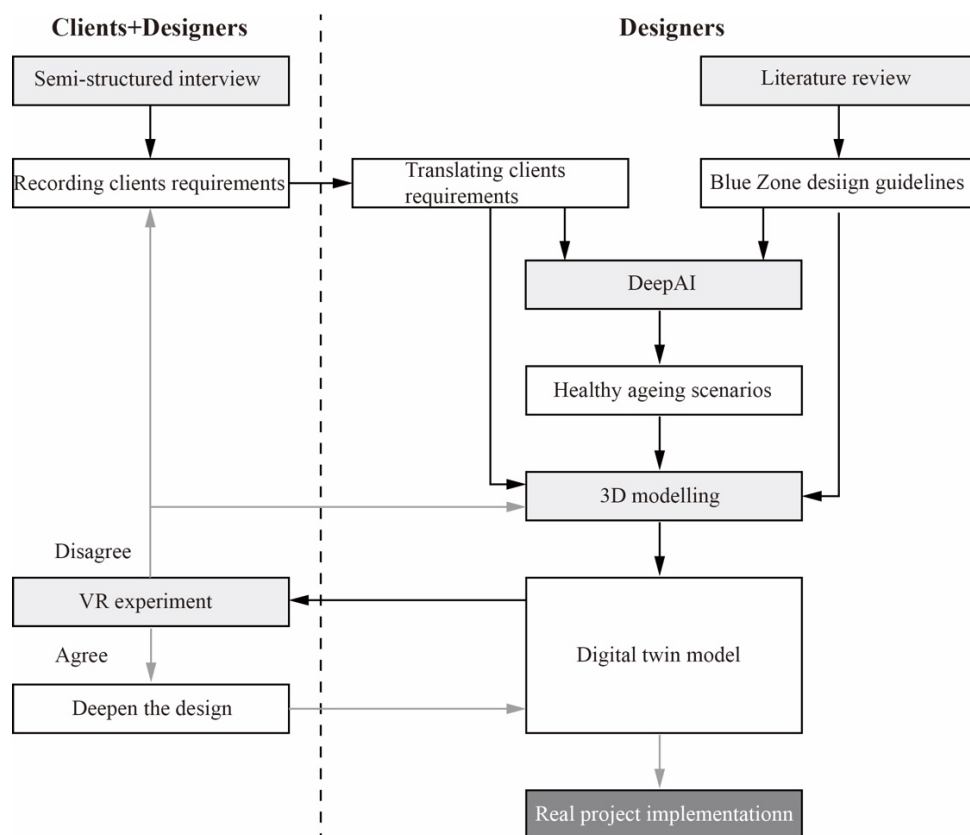 Clients+Designers
Designers
Semi-structured interview
Literature review
Recording clients requirements
Translating clients
requirements
Blue Zone desiign guidelines
DeepAI
Healthy ageing scenarios
3D modelling
Disagree
VR experiment
Digital twin model
Agree
Deepen the design
Real project implementationn